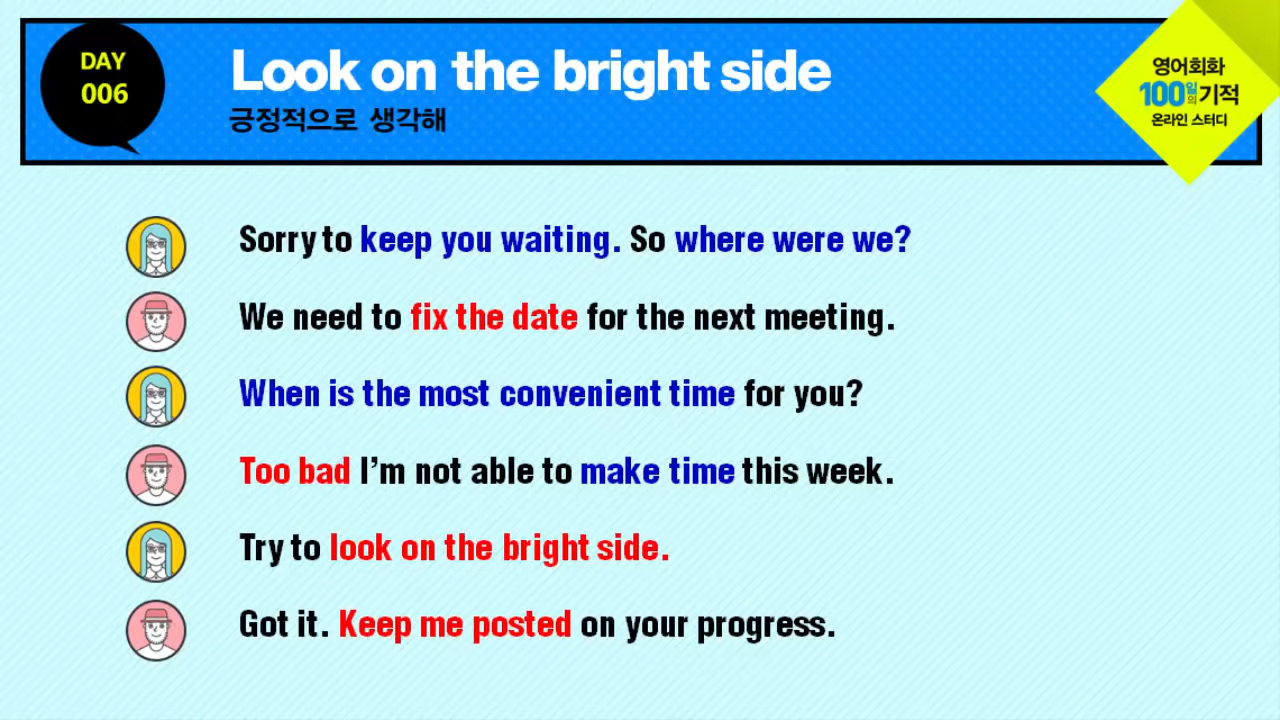 DAY
006
Look on the bright side
긍정적으로 생각해
영어회화
100일의기적
온라인 스터디
Sorry to keep you waiting. So where were we?
We need to fix the date for the next meeting.
When is the most convenient time for you?
Too bad I’m not able to make time this week.
Try to look on the bright side.
Got it. Keep me posted on your progress.